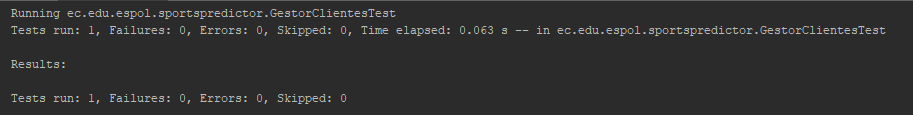 Running ec.edu.espol.sportspredictor.GestorClientesTest
Tests run: 1, Failures: 0, Errors: 0, Skipped: 0, Time elapsed: 0.063 s -- in ec.edu.espol.sportspredictor.GestorClientesTest
Results:
Tests run: 1, Failures: 0, Errors: 0, Skipped: 0